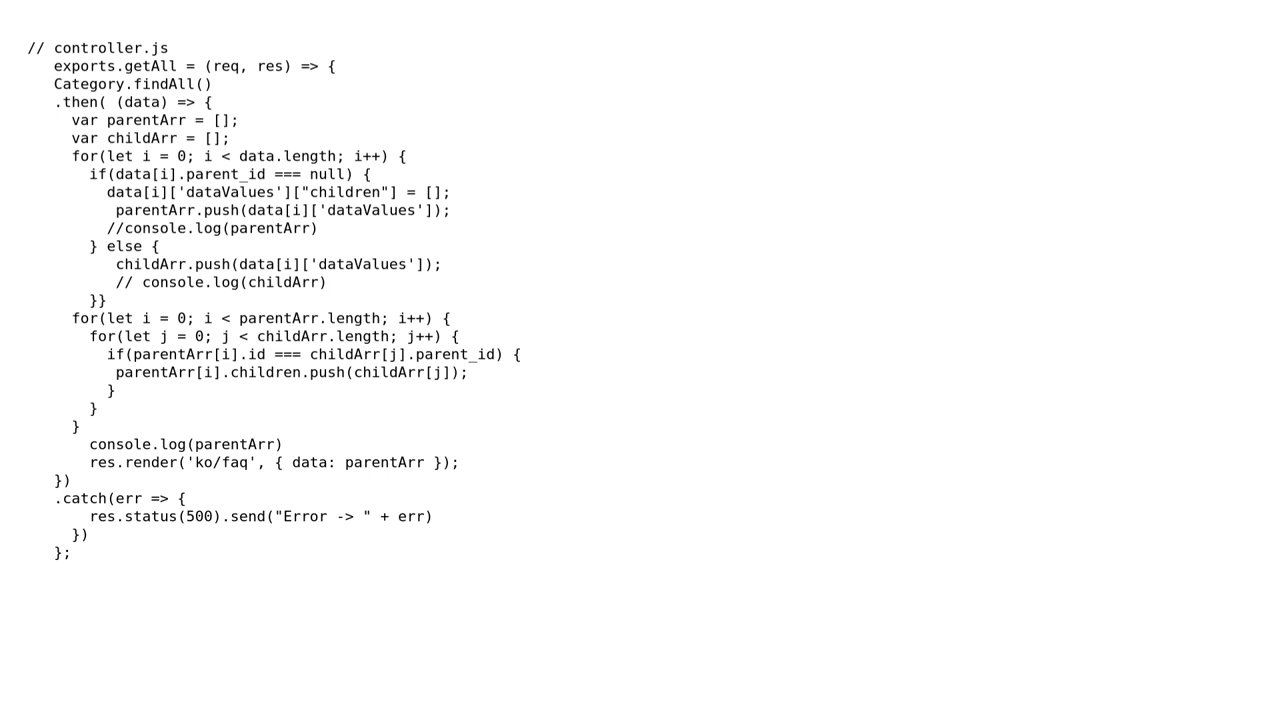 // controller.js
   exports.getAll = (req, res) => {
   Category.findAll()
   .then( (data) => {
     var parentArr = [];
     var childArr = [];
     for(let i = 0; i < data.length; i++) {
       if(data[i].parent_id === null) {
         data[i]['dataValues']["children"] = [];
          parentArr.push(data[i]['dataValues']);
         //console.log(parentArr)
       } else {
          childArr.push(data[i]['dataValues']);
          // console.log(childArr)
       }}
     for(let i = 0; i < parentArr.length; i++) {
       for(let j = 0; j < childArr.length; j++) {
         if(parentArr[i].id === childArr[j].parent_id) {
          parentArr[i].children.push(childArr[j]);
         }
       }
     }
       console.log(parentArr)
       res.render('ko/faq', { data: parentArr });
   })
   .catch(err => {
       res.status(500).send("Error -> " + err)
     })
   };